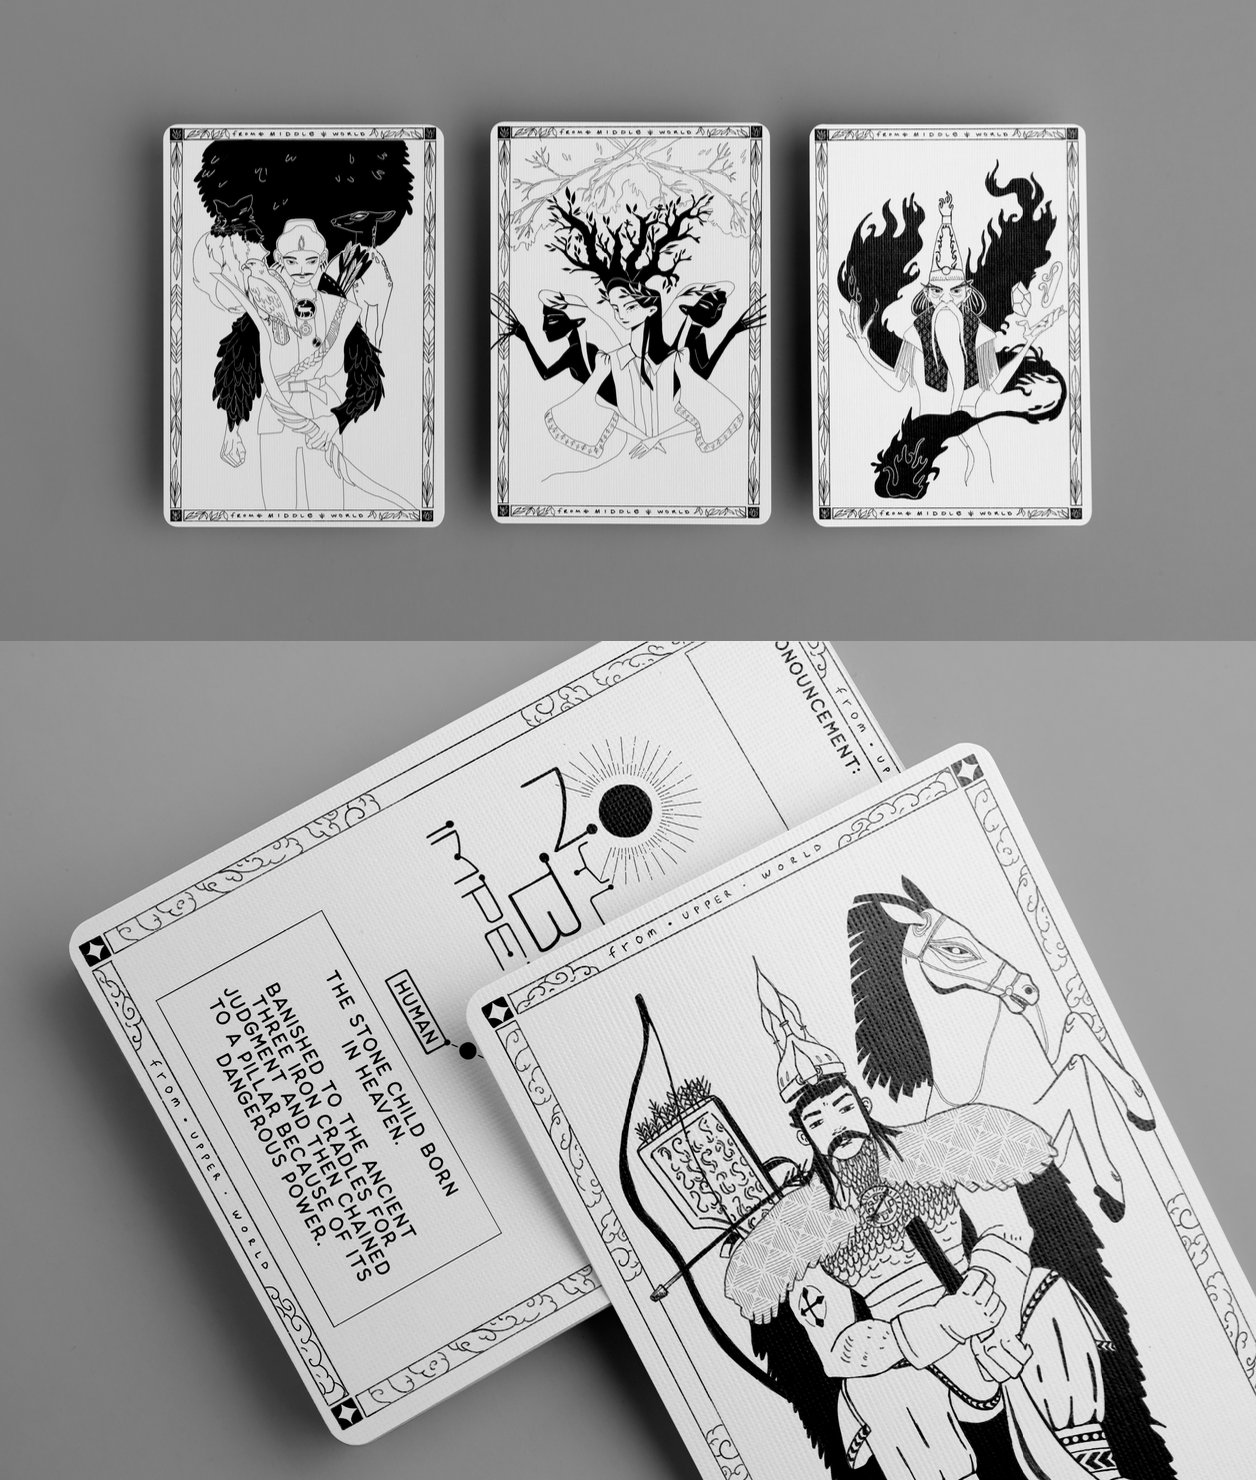 from MIDDLE WORLD
from MIDDLE WORLD
from MIDDLE WORLD
from MIDDLE WORLD
from MIDDLE WORLD
from MIDDLE WORLD
from • UPPER • WORLD
HUMAN
THE STONE CHILD BORN
IN HEAVEN.
BANISHED TO THE ANCIENT
THREE IRON CRADLES FOR
JUDGMENT AND THEN CHAINED
TO A PILLAR BECAUSE OF ITS
DANGEROUS POWER.
from • UPPER • WORLD